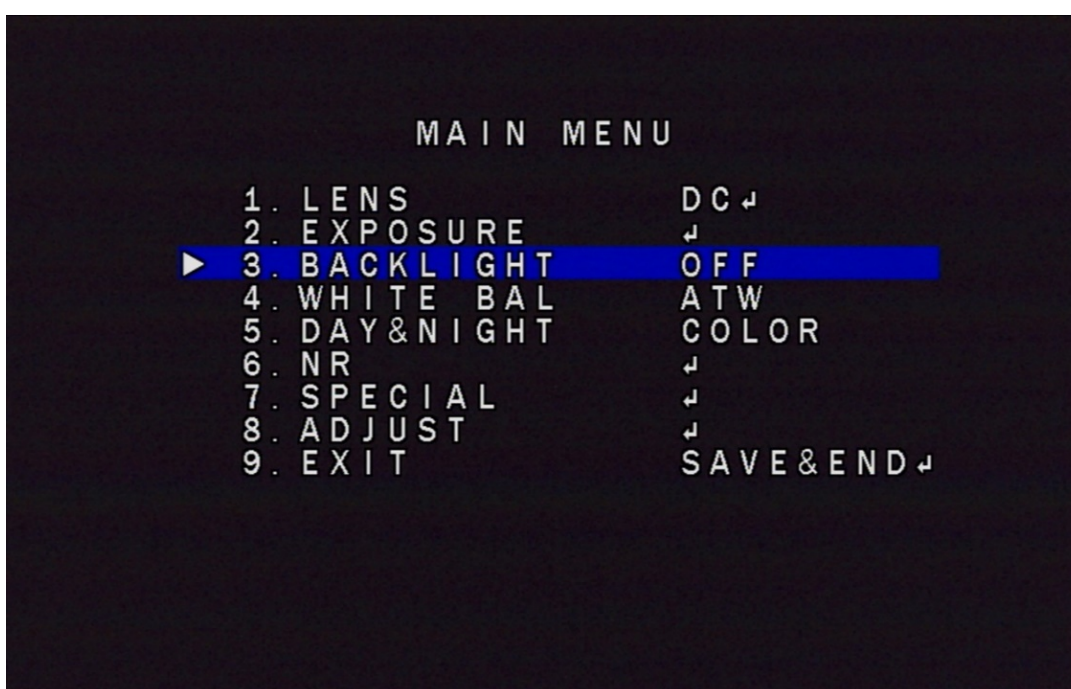 MAIN MENU
1. LENS DC↵
2. EXPOSURE ↵
3. BACKLIGHT OFF
4. WHITE BAL ATW
5. DAY&NIGHT COLOR
6. NR ↵
7. SPECIAL ↵
8. ADJUST ↵
9. EXIT SAVE&END↵